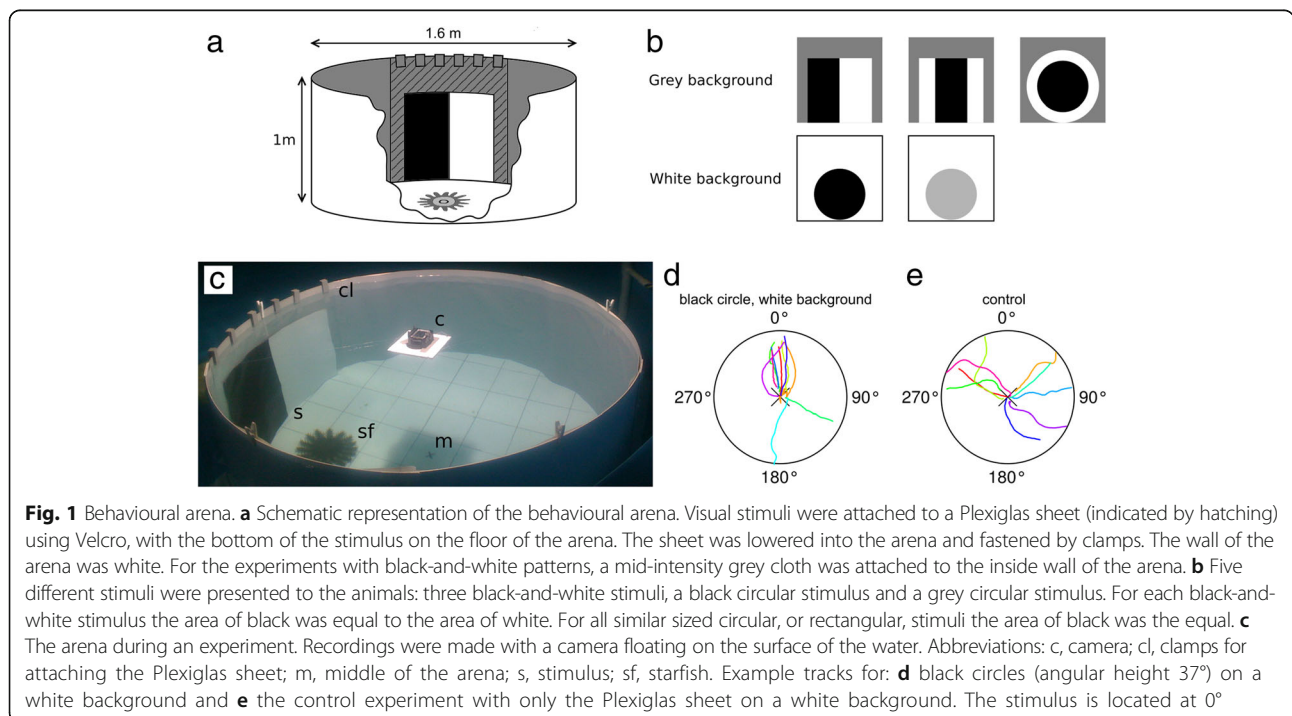 a
1.6 m
1m
b
Grey background
White background
c
cl
c
s
sf
m
d
black circle, white background
0°
270°
90°
180°
e
control
0°
270°
90°
180°
Fig. 1 Behavioural arena. a Schematic representation of the behavioural arena. Visual stimuli were attached to a Plexiglas sheet (indicated by hatching)
using Velcro, with the bottom of the stimulus on the floor of the arena. The sheet was lowered into the arena and fastened by clamps. The wall of the
arena was white. For the experiments with black-and-white patterns, a mid-intensity grey cloth was attached to the inside wall of the arena. b Five
different stimuli were presented to the animals: three black-and-white stimuli, a black circular stimulus and a grey circular stimulus. For each black-and-
white stimulus the area of black was equal to the area of white. For all similar sized circular, or rectangular, stimuli the area of black was the equal. c
The arena during an experiment. Recordings were made with a camera floating on the surface of the water. Abbreviations: c, camera; cl, clamps for
attaching the Plexiglas sheet; m, middle of the arena; s, stimulus; sf, starfish. Example tracks for: d black circles (angular height 37°) on a
white background and e the control experiment with only the Plexiglas sheet on a white background. The stimulus is located at 0°